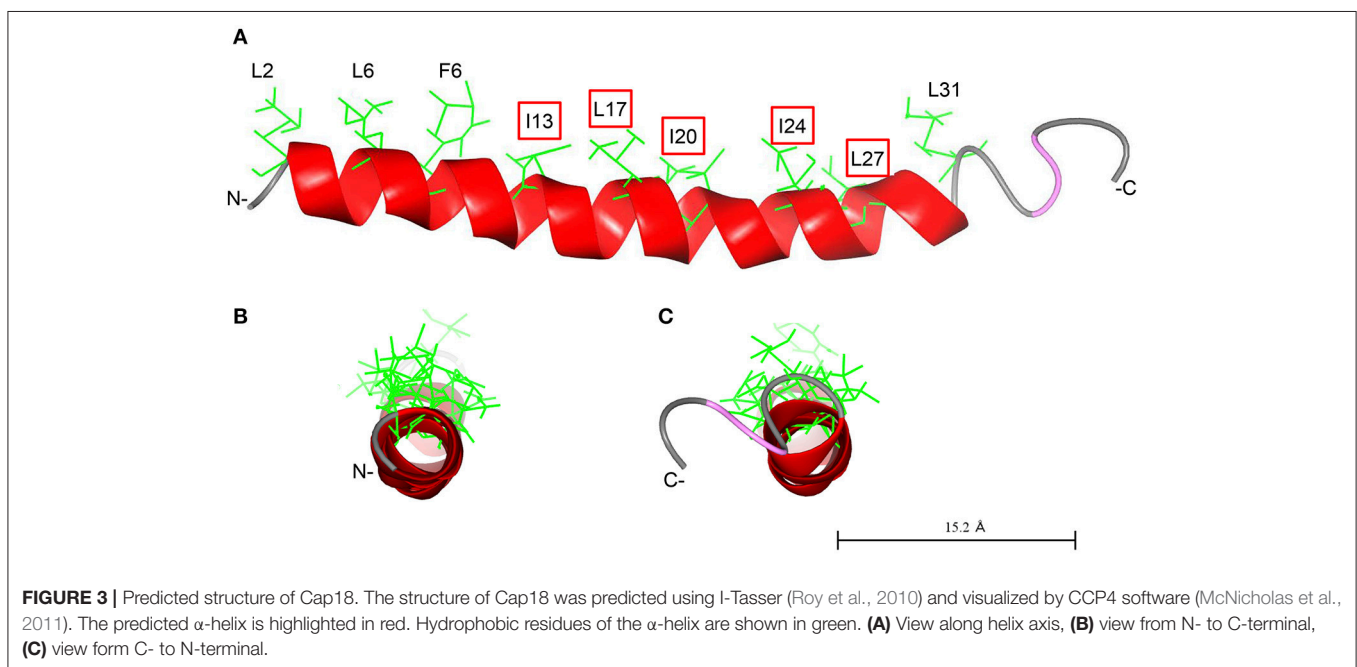 A
L2
L6
F6
I13
L17
I20
I24
L27
L31
N-
-C
B
C
N-
C-
15.2 Å
FIGURE 3 | Predicted structure of Cap18. The structure of Cap18 was predicted using I-Tasser (Roy et al., 2010) and visualized by CCP4 software (McNicholas et al.,
2011). The predicted α-helix is highlighted in red. Hydrophobic residues of the α-helix are shown in green. (A) View along helix axis, (B) view from N- to C-terminal,
(C) view form C- to N-terminal.